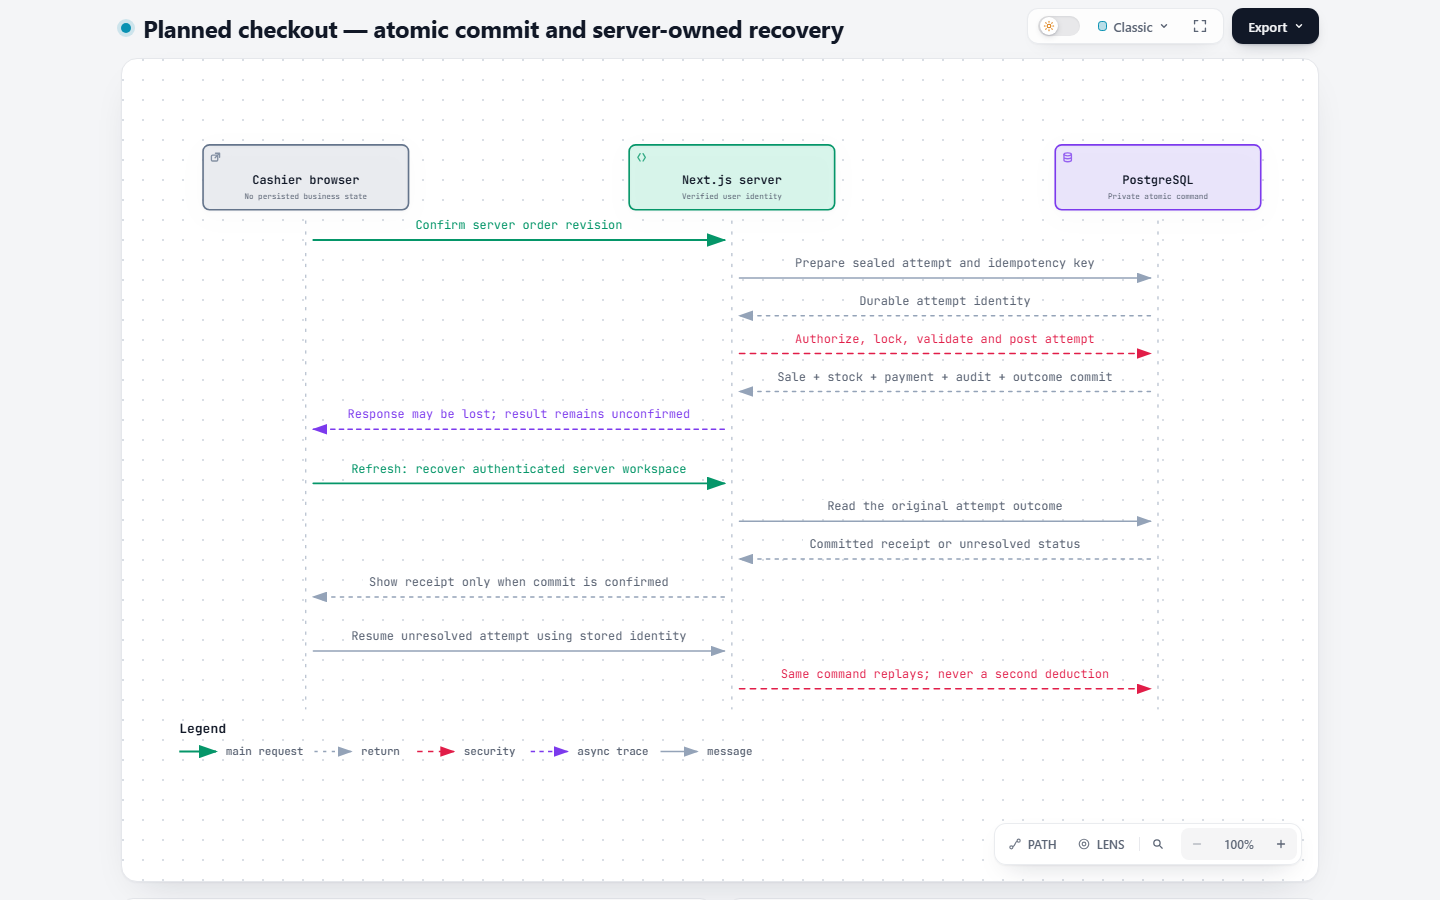 Planned checkout — atomic commit and server-owned recovery
Classic
Export
Cashier browser
No persisted business state
Next.js server
Verified user identity
PostgreSQL
Private atomic command
Confirm server order revision
Prepare sealed attempt and idempotency key
Durable attempt identity
Authorize, lock, validate and post attempt
Sale + stock + payment + audit + outcome commit
Response may be lost; result remains unconfirmed
Refresh: recover authenticated server workspace
Read the original attempt outcome
Committed receipt or unresolved status
Show receipt only when commit is confirmed
Resume unresolved attempt using stored identity
Same command replays; never a second deduction
Legend
main request
return
security
async trace
message
PATH
LENS
100%